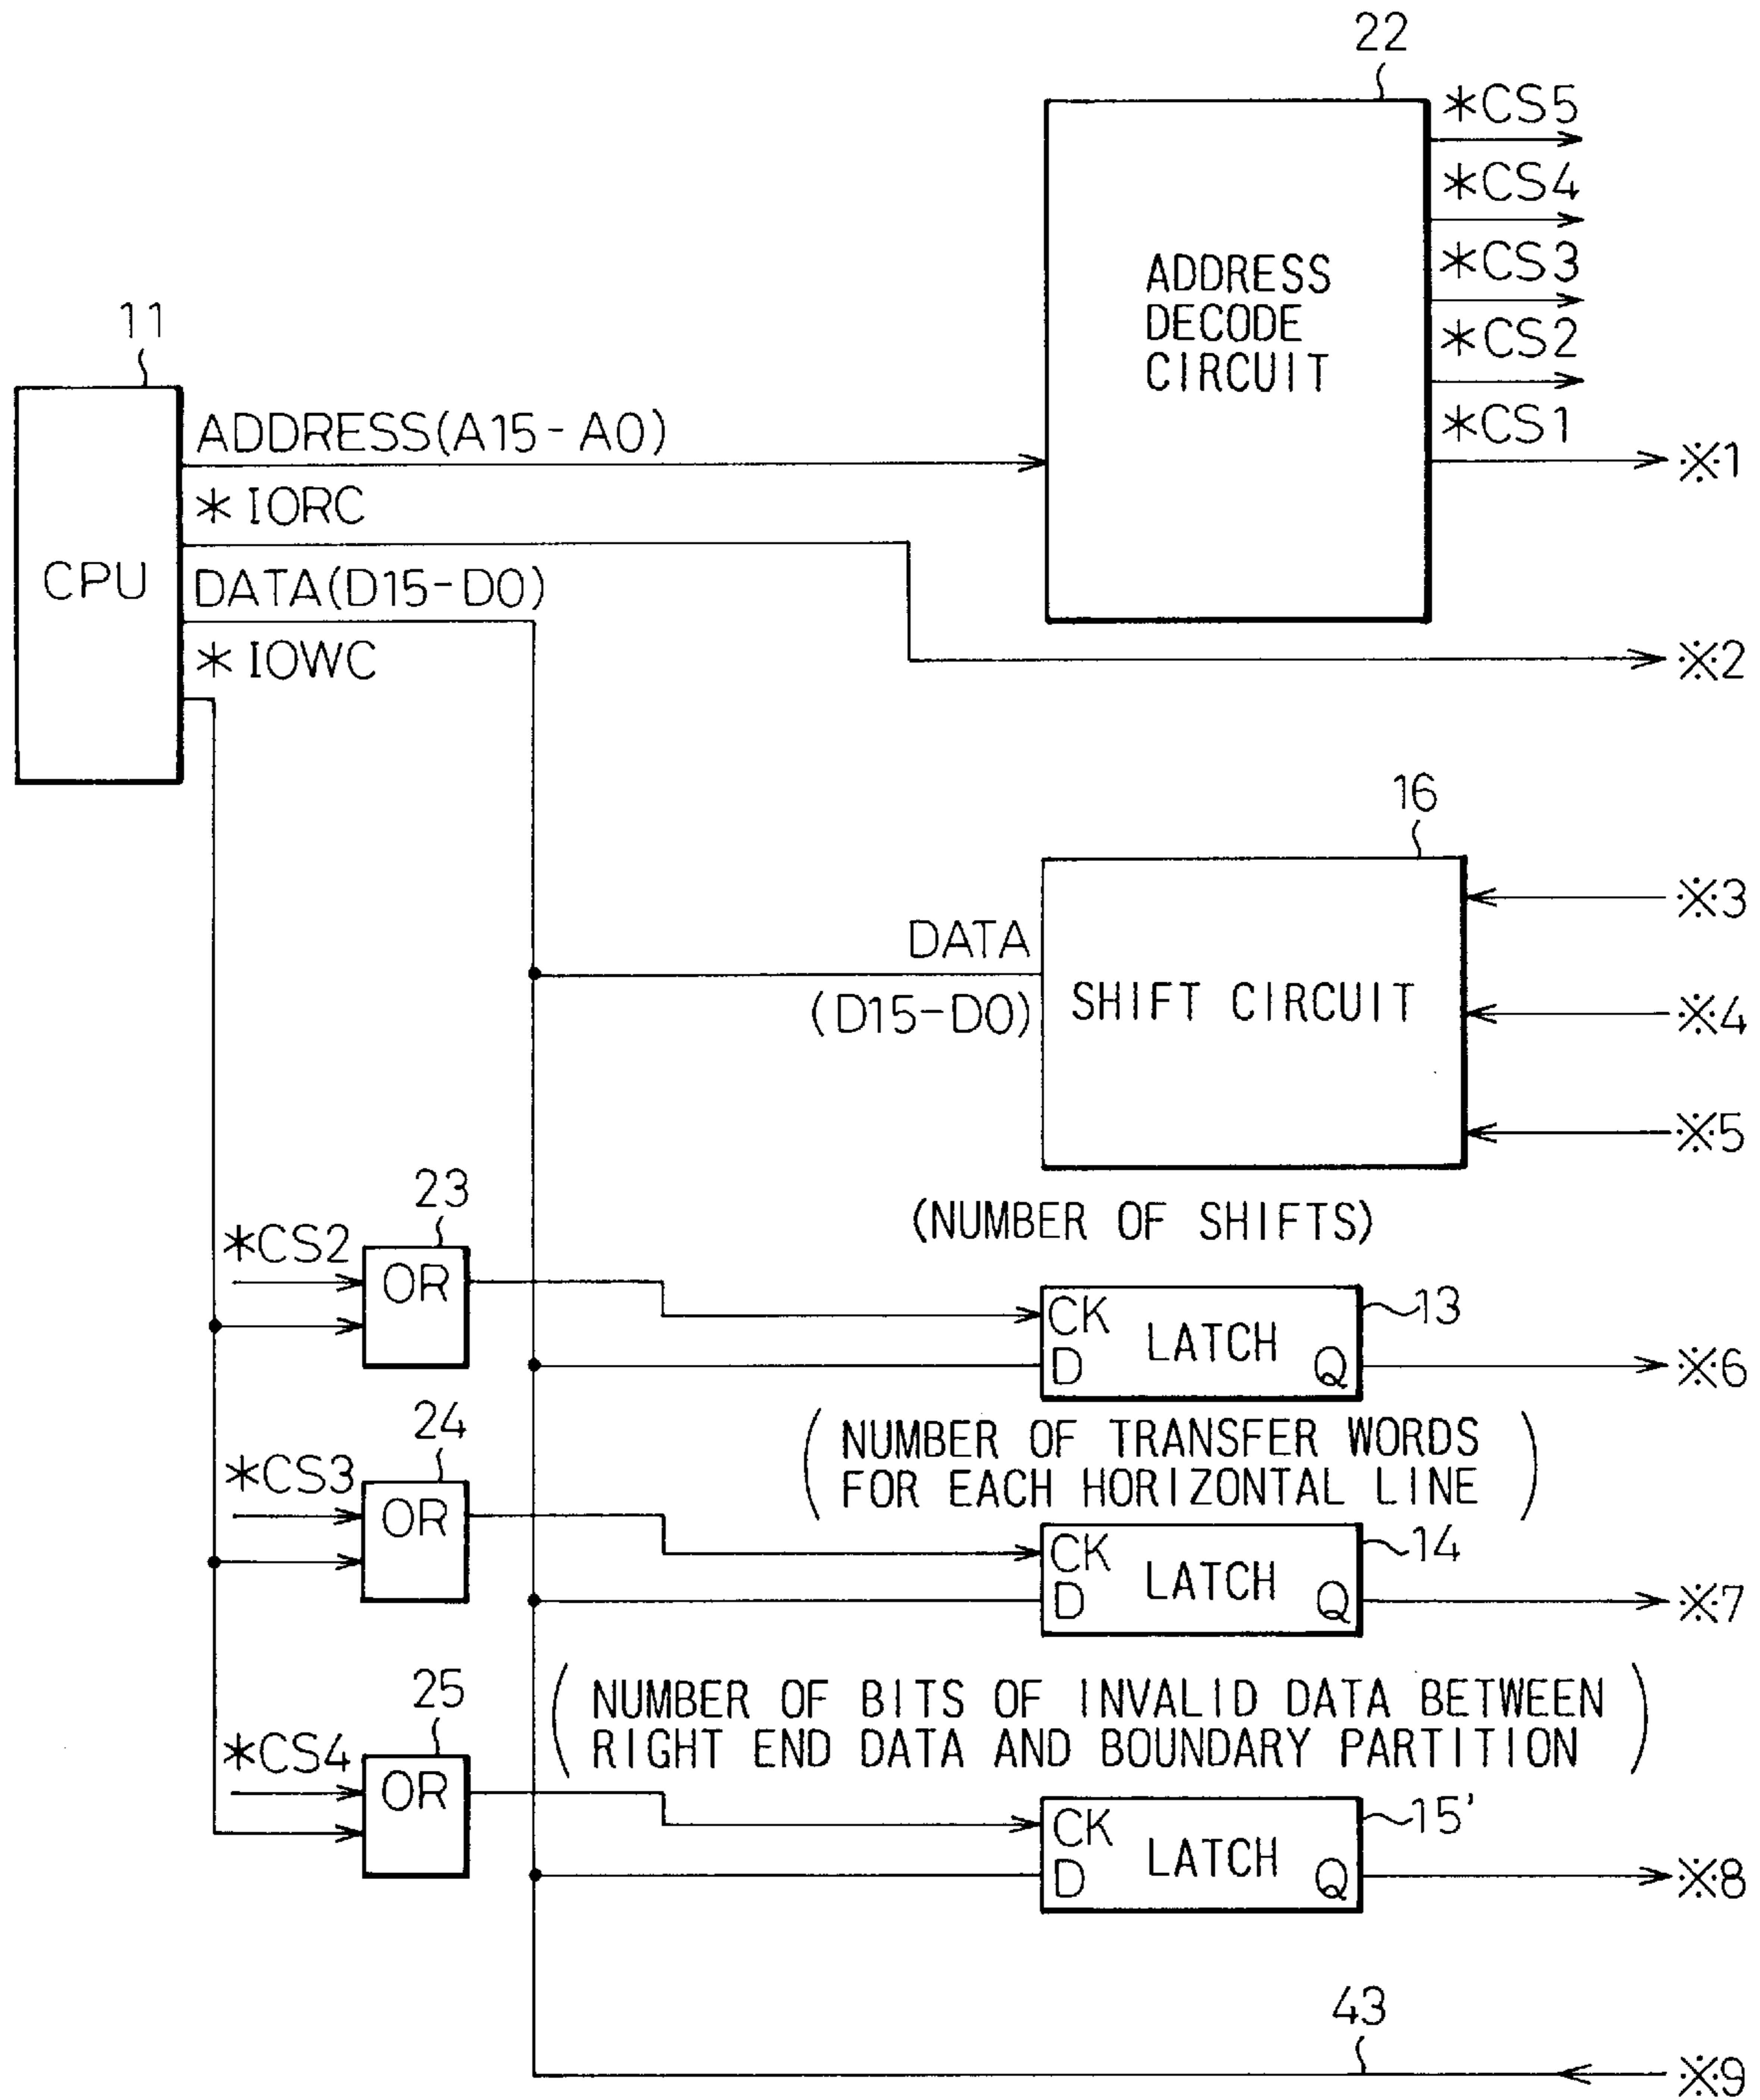 22
*CS5
*CS4
*CS3
*CS2
*CS1
ADDRESS
DECODE
CIRCUIT
※1
11
CPU
ADDRESS(A15-A0)
*IORC
DATA(D15-D0)
*IOWC
※2
16
SHIFT CIRCUIT
DATA
(D15-D0)
※3
※4
※5
(NUMBER OF SHIFTS)
23
*CS2
OR
CK
D
LATCH
Q
13
※6
(NUMBER OF TRANSFER WORDS
FOR EACH HORIZONTAL LINE)
24
*CS3
OR
CK
D
LATCH
Q
14
※7
(NUMBER OF BITS OF INVALID DATA BETWEEN
RIGHT END DATA AND BOUNDARY PARTITION)
25
*CS4
OR
CK
D
LATCH
Q
15'
※8
43
※9